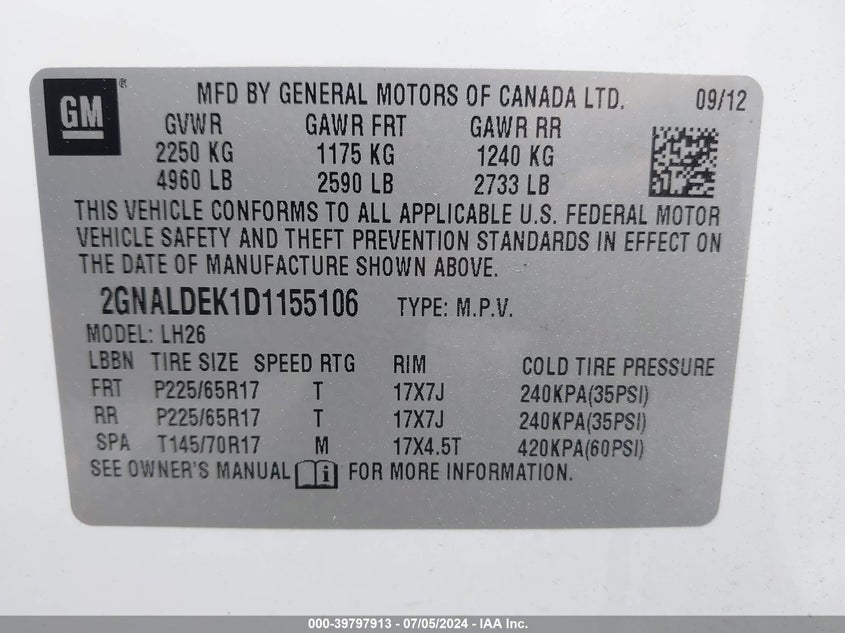 GM ® MFD BY GENERAL MOTORS OF CANADA LTD. 09/12
GVWR GAWR FRT GAWR RR
2250 KG 1175 KG 1240 KG
4960 LB 2590 LB 2733 LB
THIS VEHICLE CONFORMS TO ALL APPLICABLE U.S. FEDERAL MOTOR
VEHICLE SAFETY AND THEFT PREVENTION STANDARDS IN EFFECT ON
THE DATE OF MANUFACTURE SHOWN ABOVE.
2GNALDEK1D1155106 TYPE: M.P.V.
MODEL: LH26
LBBN TIRE SIZE SPEED RTG RIM COLD TIRE PRESSURE
FRT P225/65R17 T 17X7J 240KPA(35PSI)
RR P225/65R17 T 17X7J 240KPA(35PSI)
SPA T145/70R17 M 17X4.5T 420KPA(60PSI)
SEE OWNER'S MANUAL i FOR MORE INFORMATION.
000-39797913 - 07/05/2024 - IAA Inc.